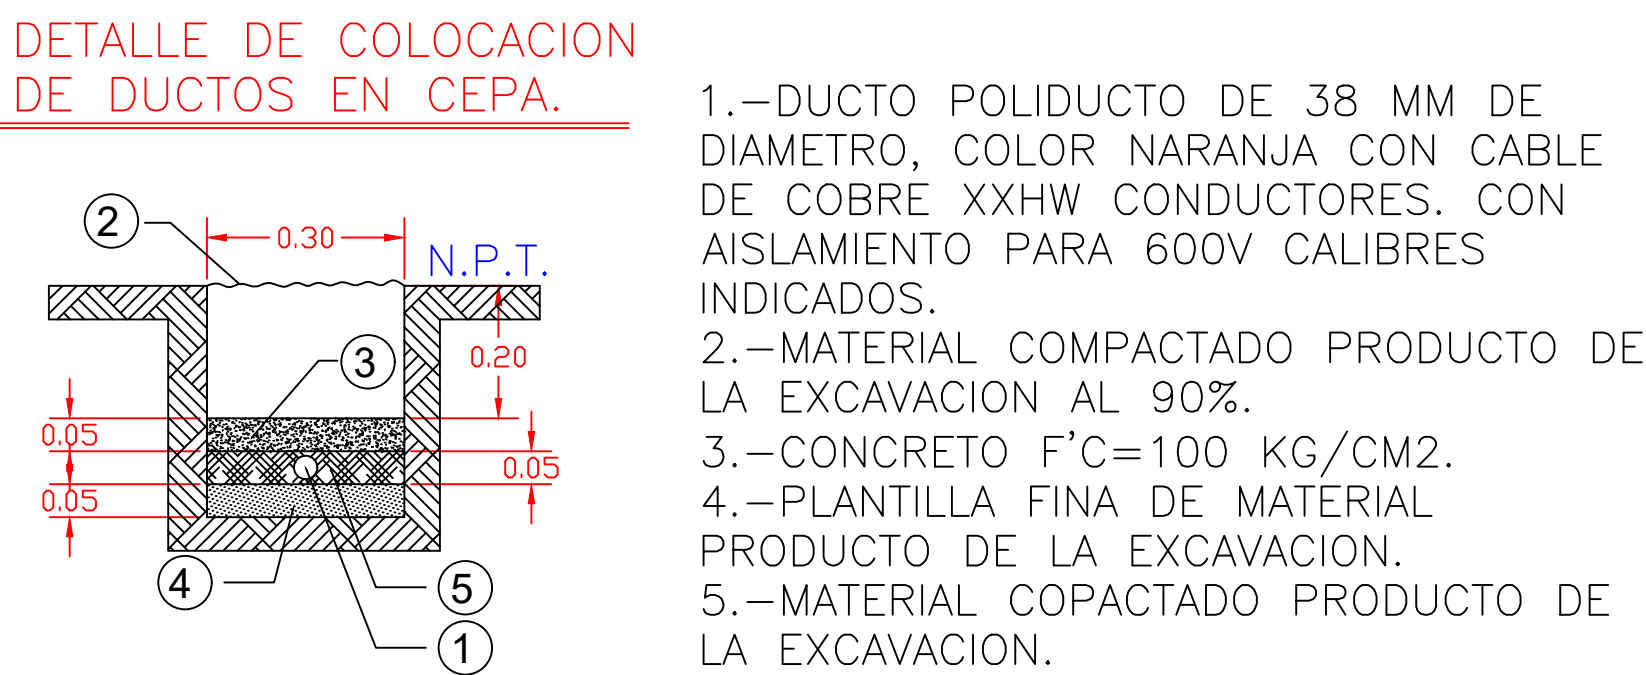 DETALLE DE COLOCACION
DE DUCTOS EN CEPA.
1.-DUCTO POLIDUCTO DE 38 MM DE
DIAMETRO, COLOR NARANJA CON CABLE
DE COBRE XXHW CONDUCTORES. CON
AISLAMIENTO PARA 600V CALIBRES
INDICADOS.
2.-MATERIAL COMPACTADO PRODUCTO DE
LA EXCAVACION AL 90%.
3.-CONCRETO F'C=100 KG/CM2.
4.-PLANTILLA FINA DE MATERIAL
PRODUCTO DE LA EXCAVACION.
5.-MATERIAL COPACTADO PRODUCTO DE
LA EXCAVACION.
2
0.30
N.P.T.
3
0.20
0.05
0.05
0.05
4
5
1